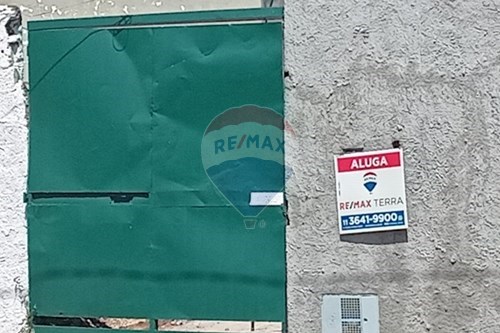 RE/MAX
ALUGA
RE/MAX TERRA
11 3641-9900